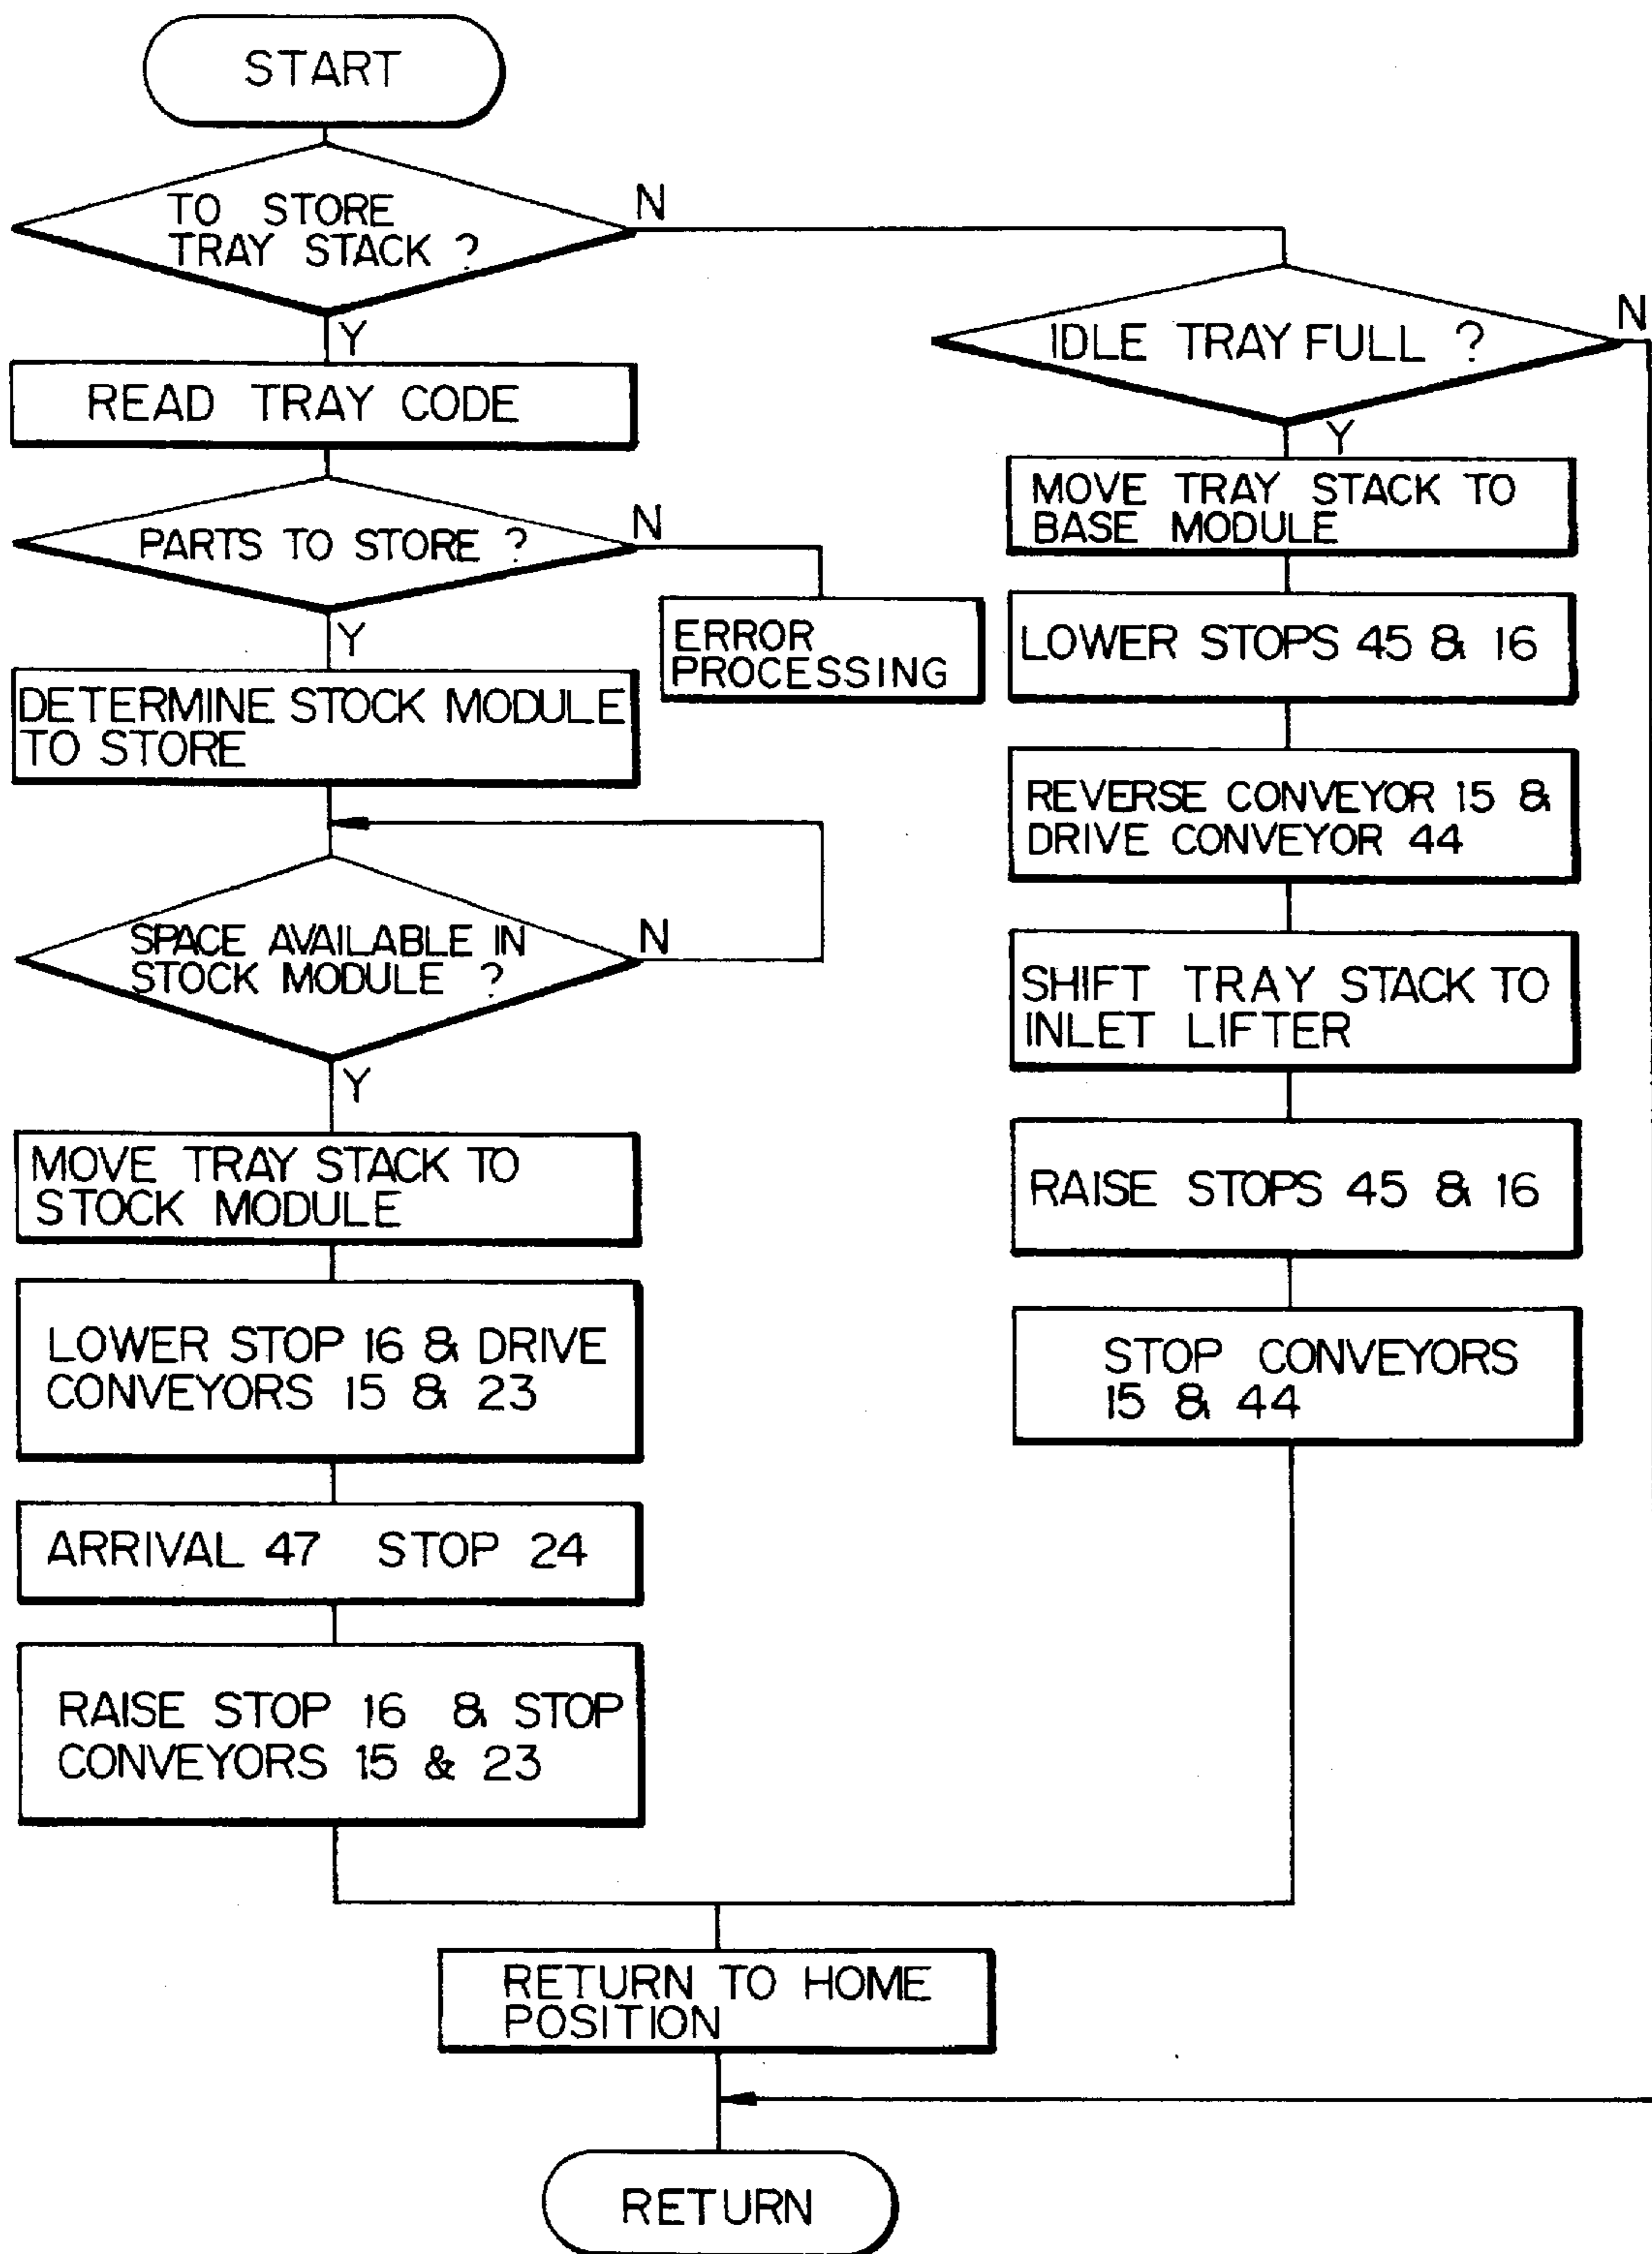 START
TO STORE
TRAY STACK ?
N
Y
READ TRAY CODE
PARTS TO STORE ?
N
Y
ERROR
PROCESSING
DETERMINE STOCK MODULE
TO STORE
SPACE AVAILABLE IN
STOCK MODULE ?
N
Y
MOVE TRAY STACK TO
STOCK MODULE
LOWER STOP 16 & DRIVE
CONVEYORS 15 & 23
ARRIVAL 47 STOP 24
RAISE STOP 16 & STOP
CONVEYORS 15 & 23
IDLE TRAY FULL ?
N
Y
MOVE TRAY STACK TO
BASE MODULE
LOWER STOPS 45 & 16
REVERSE CONVEYOR 15 &
DRIVE CONVEYOR 44
SHIFT TRAY STACK TO
INLET LIFTER
RAISE STOPS 45 & 16
STOP CONVEYORS
15 & 44
RETURN TO HOME
POSITION
RETURN